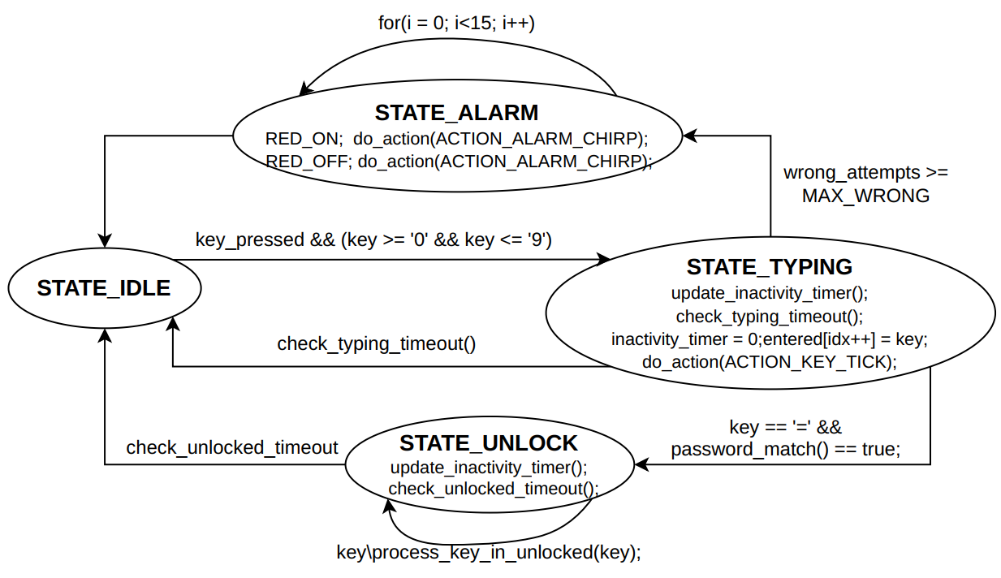 for(i = 0; i<15; i++)
STATE_ALARM
RED_ON;  do_action(ACTION_ALARM_CHIRP);
RED_OFF; do_action(ACTION_ALARM_CHIRP);
wrong_attempts >=
MAX_WRONG
key_pressed && (key >= '0' && key <= '9')
STATE_IDLE
STATE_TYPING
update_inactivity_timer();
check_typing_timeout();
inactivity_timer = 0;entered[idx++] = key;
do_action(ACTION_KEY_TICK);
check_typing_timeout()
key == '=' &&
password_match() == true;
check_unlocked_timeout
STATE_UNLOCK
update_inactivity_timer();
check_unlocked_timeout();
key\process_key_in_unlocked(key);